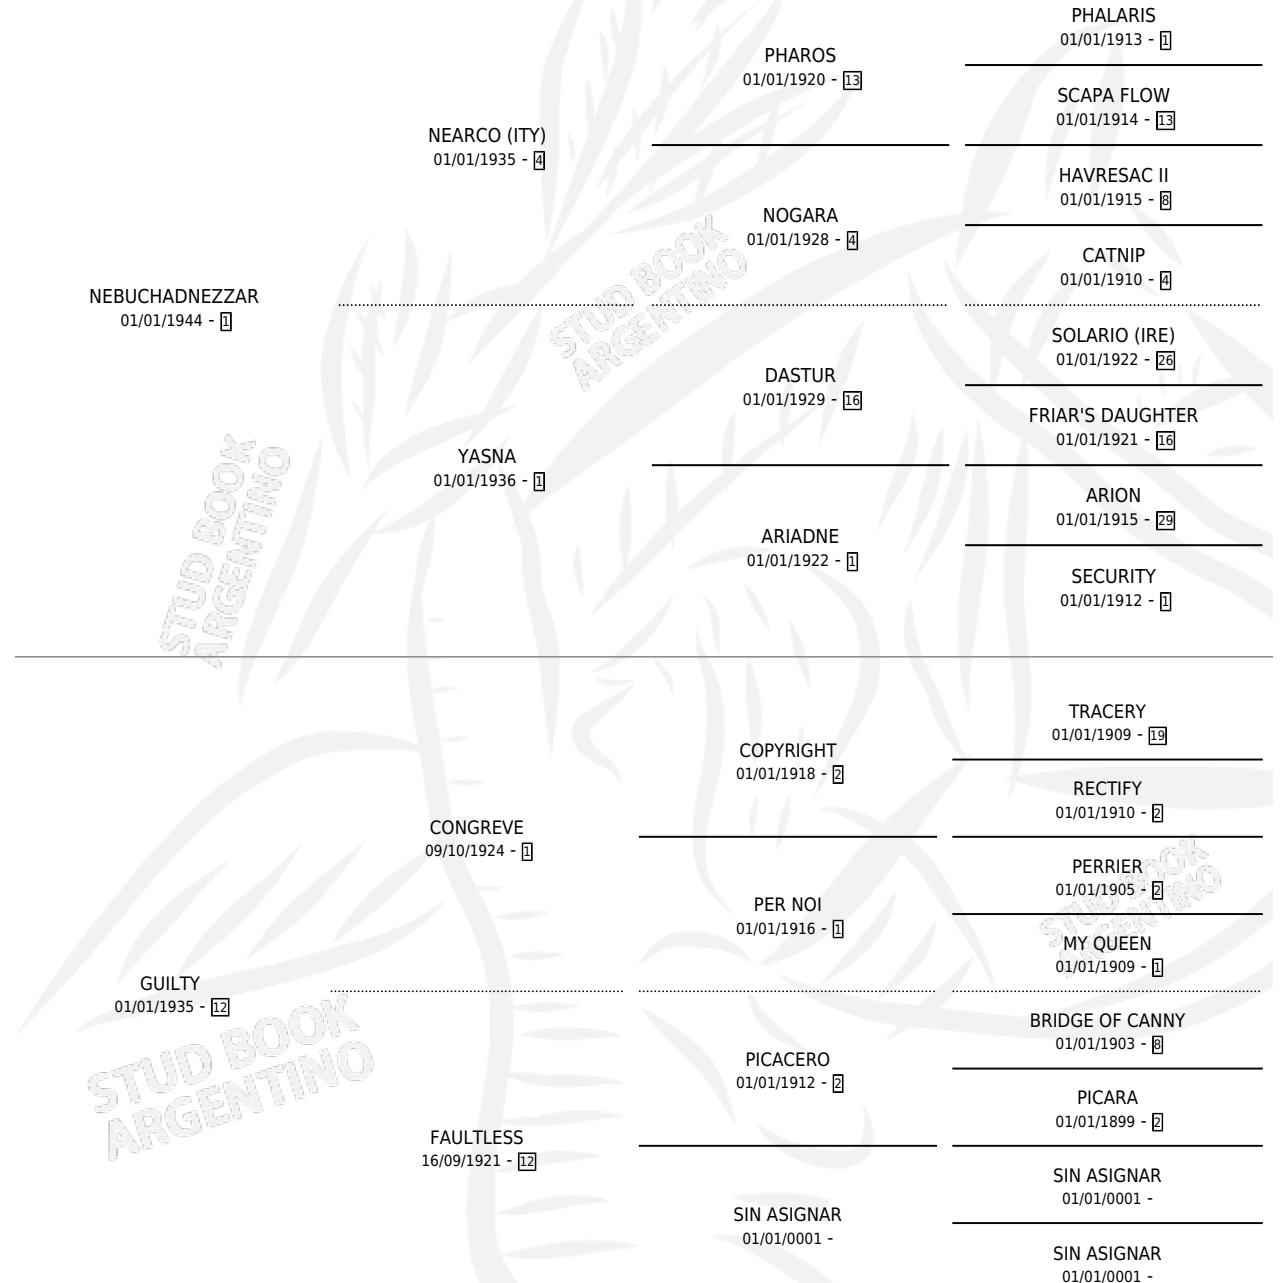 PHALARIS
01/01/1913 - 1
PHAROS
01/01/1920 - 13
SCAPA FLOW
01/01/1914 - 13
NEARCO (ITY)
01/01/1935 - 4
HAVRESAC II
01/01/1915 - 8
NOGARA
01/01/1928 - 4
CATNIP
01/01/1910 - 4
NEBUCHADNEZZAR
01/01/1944 - 1
SOLARIO (IRE)
01/01/1922 - 26
DASTUR
01/01/1929 - 16
FRIAR'S DAUGHTER
01/01/1921 - 16
YASNA
01/01/1936 - 1
ARION
01/01/1915 - 29
ARIADNE
01/01/1922 - 1
SECURITY
01/01/1912 - 1
TRACERY
01/01/1909 - 19
COPYRIGHT
01/01/1918 - 2
RECTIFY
01/01/1910 - 2
CONGREVE
09/10/1924 - 1
PERRIER
01/01/1905 - 2
PER NOI
01/01/1916 - 1
MY QUEEN
01/01/1909 - 1
GUILTY
01/01/1935 - 12
BRIDGE OF CANNY
01/01/1903 - 8
PICACERO
01/01/1912 - 2
PICARA
01/01/1899 - 2
FAULTLESS
16/09/1921 - 12
SIN ASIGNAR
01/01/0001 -
SIN ASIGNAR
01/01/0001 -
SIN ASIGNAR
01/01/0001 -
STUD BOOK
ARGENTINO
STUD BOOK
ARGENTINO
STUD BOOK
ARGENTINO
STUD BOOK
ARGENTINO